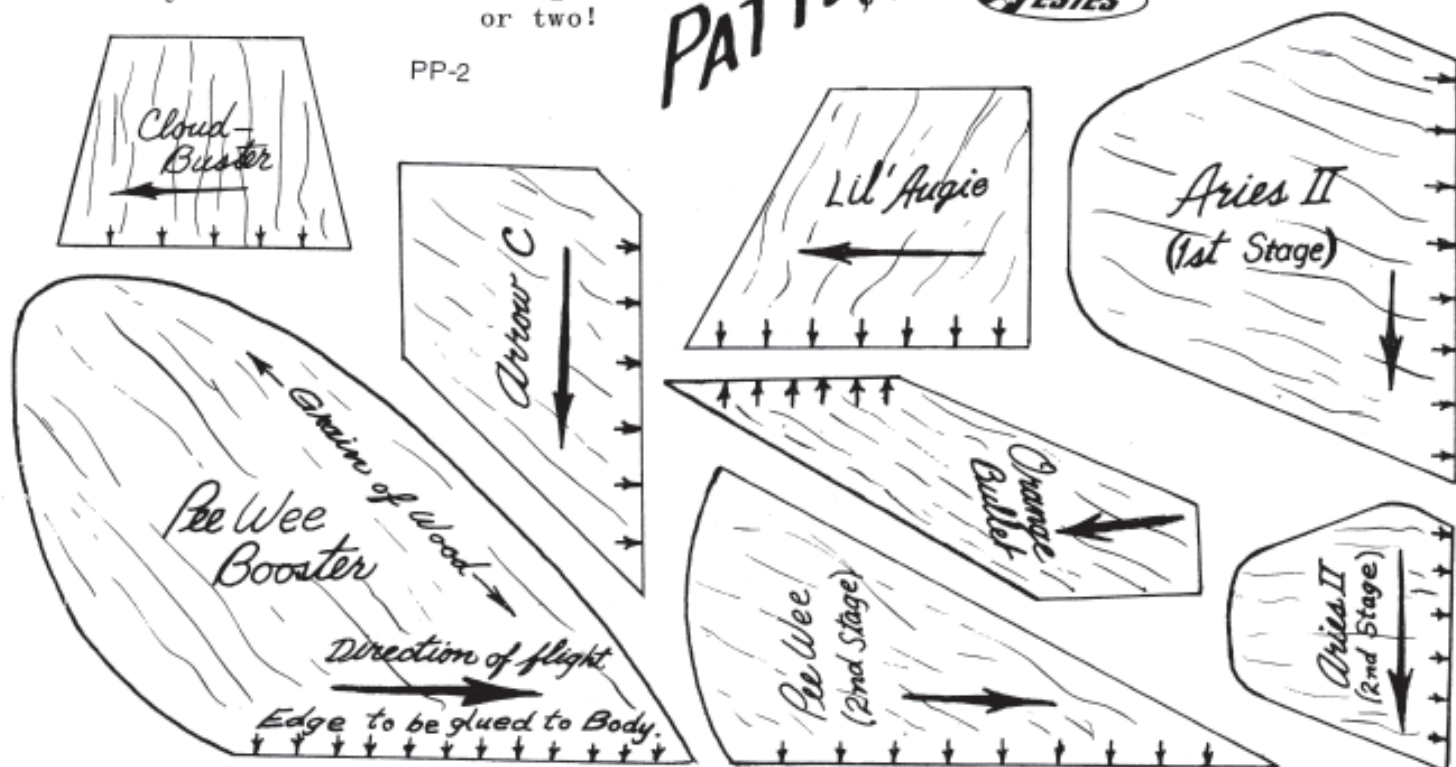 or two!
PP-2
ESTES
Cloud-
Buster
Arrow C
Lil' Augie
Aries II
(1st Stage)
Grain of Wood
Pee Wee
Booster
Direction of flight
Edge to be glued to Body.
Orange
Bullet
Pee Wee
(2nd Stage)
Aries II
(2nd Stage)